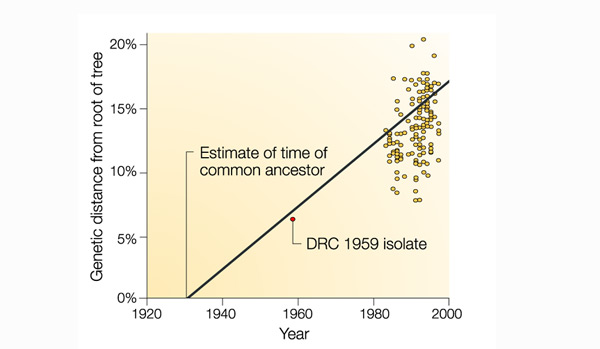 20%
15%
10%
5%
0%
Genetic distance from root of tree
Estimate of time of
common ancestor
DRC 1959 isolate
1920 1940 1960 1980 2000
Year